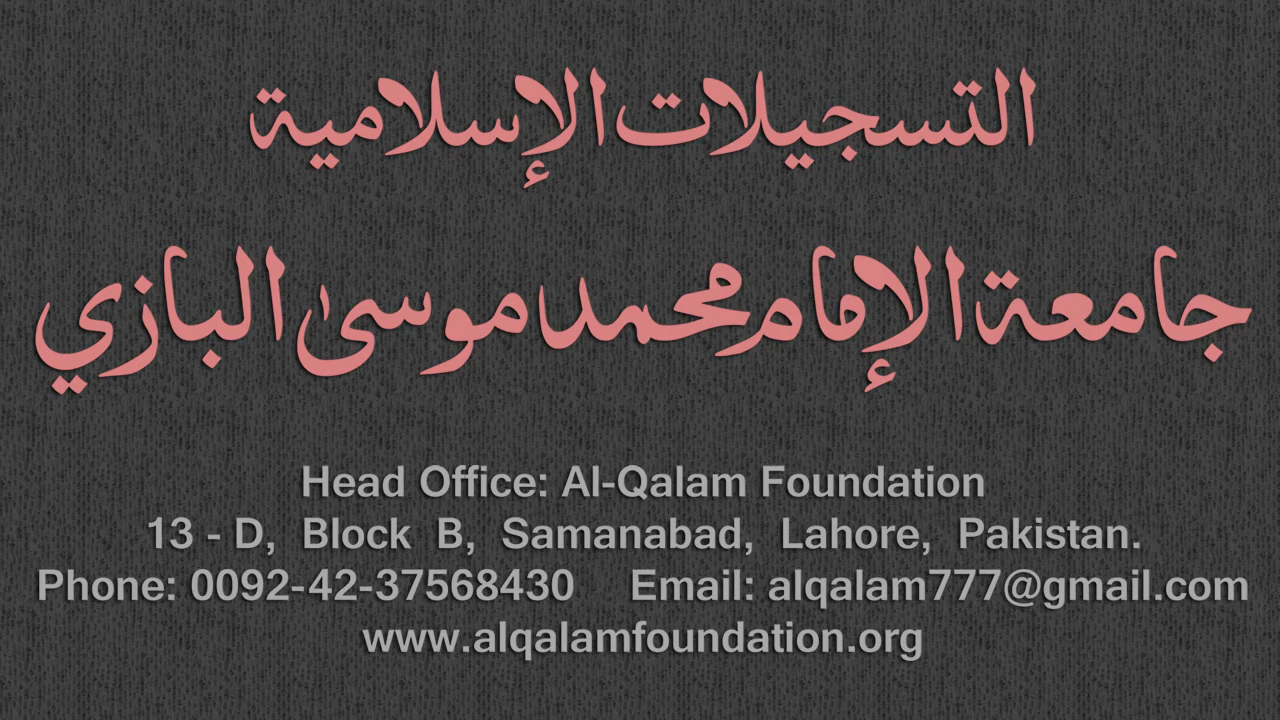 التسجيلات الإسلامية
جامعة الإمام محمد موسىٰ البازي
Head Office: Al-Qalam Foundation
13 - D, Block B, Samanabad, Lahore, Pakistan.
Phone: 0092-42-37568430 Email: alqalam777@gmail.com
www.alqalamfoundation.org